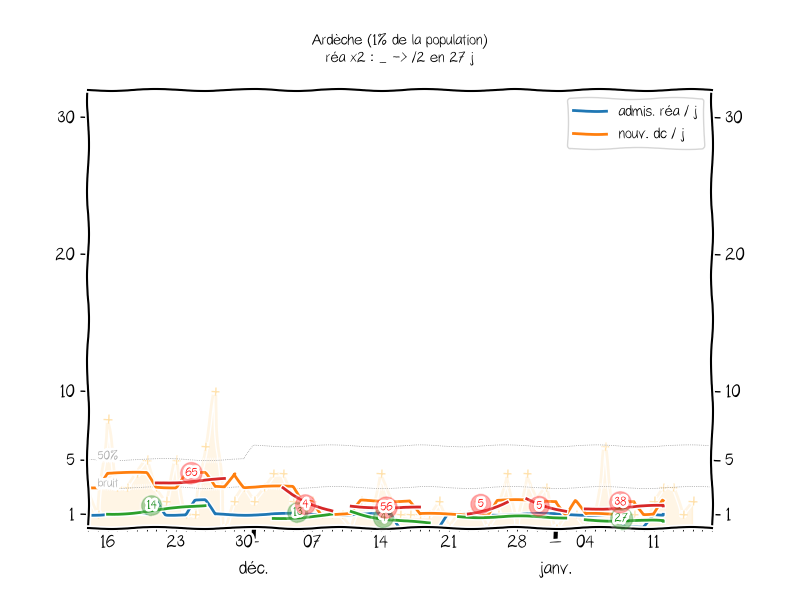 Ardèche (1% de la population)
réa x2 : _ -> /2 en 27 j
admis. réa / j
nouv. dc / j
30 30
20 20
10 10
5 5
1 1
50%
bruit
65
14
4
56
5
5
38
27
16 23 30 07 14 21 28 04 11
déc. janv.